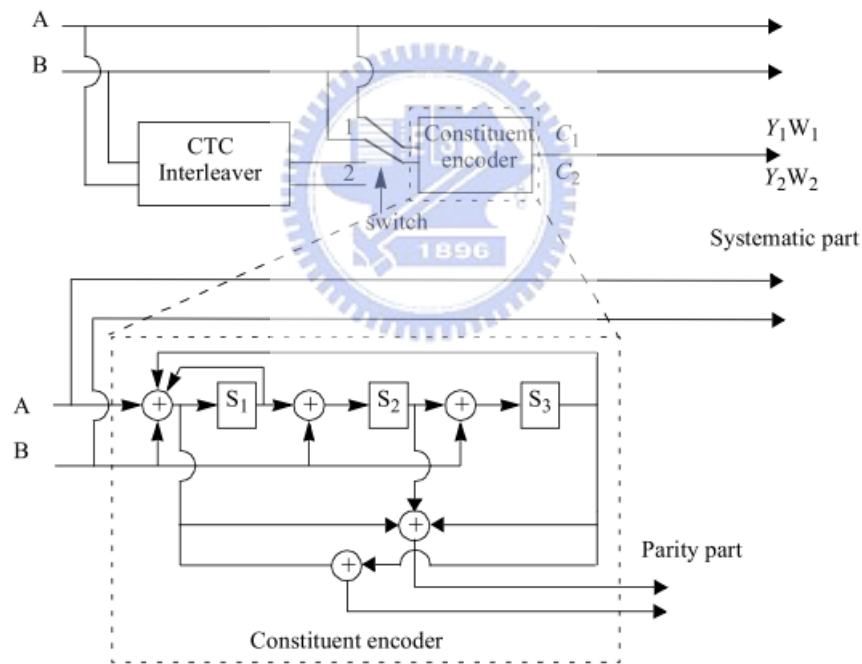 A
B
CTC
Interleaver
1
2
switch
Constituent
encoder
C1
C2
Y1W1
Y2W2
1896
Systematic part
A
B
+
S1
+
S2
+
S3
+
+
Parity part
Constituent encoder